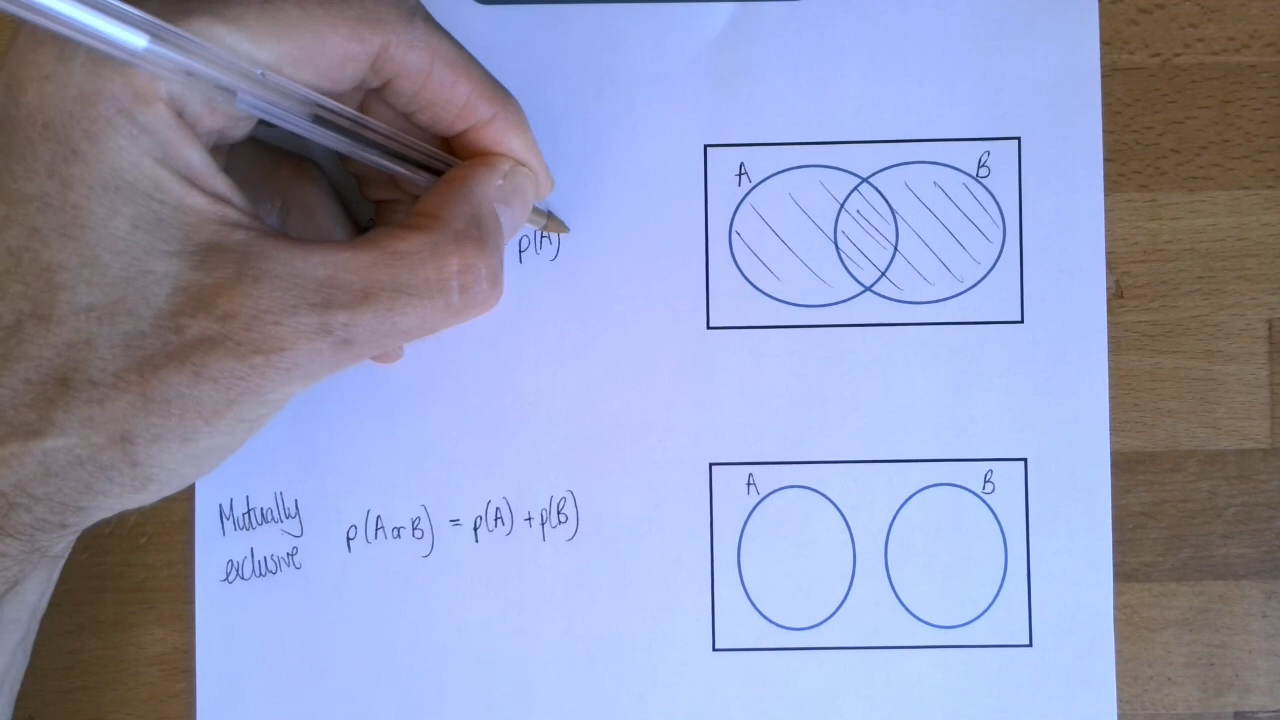 A B
p(A)
A B
Mutually
exclusive
p(A or B) = p(A) + p(B)